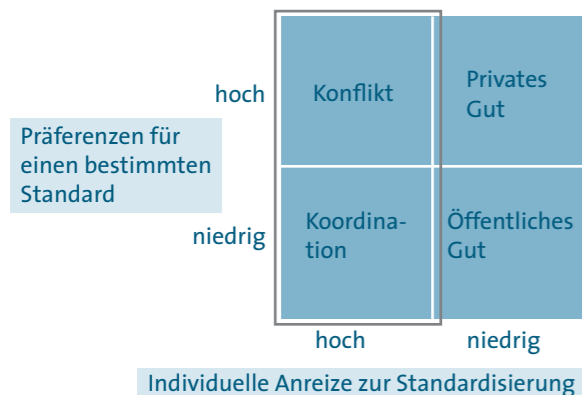 hoch
Konflikt
Privates
Gut
Präferenzen für
einen bestimmten
Standard
niedrig
Koordina-
tion
Öffentliches
Gut
hoch
niedrig
Individuelle Anreize zur Standardisierung